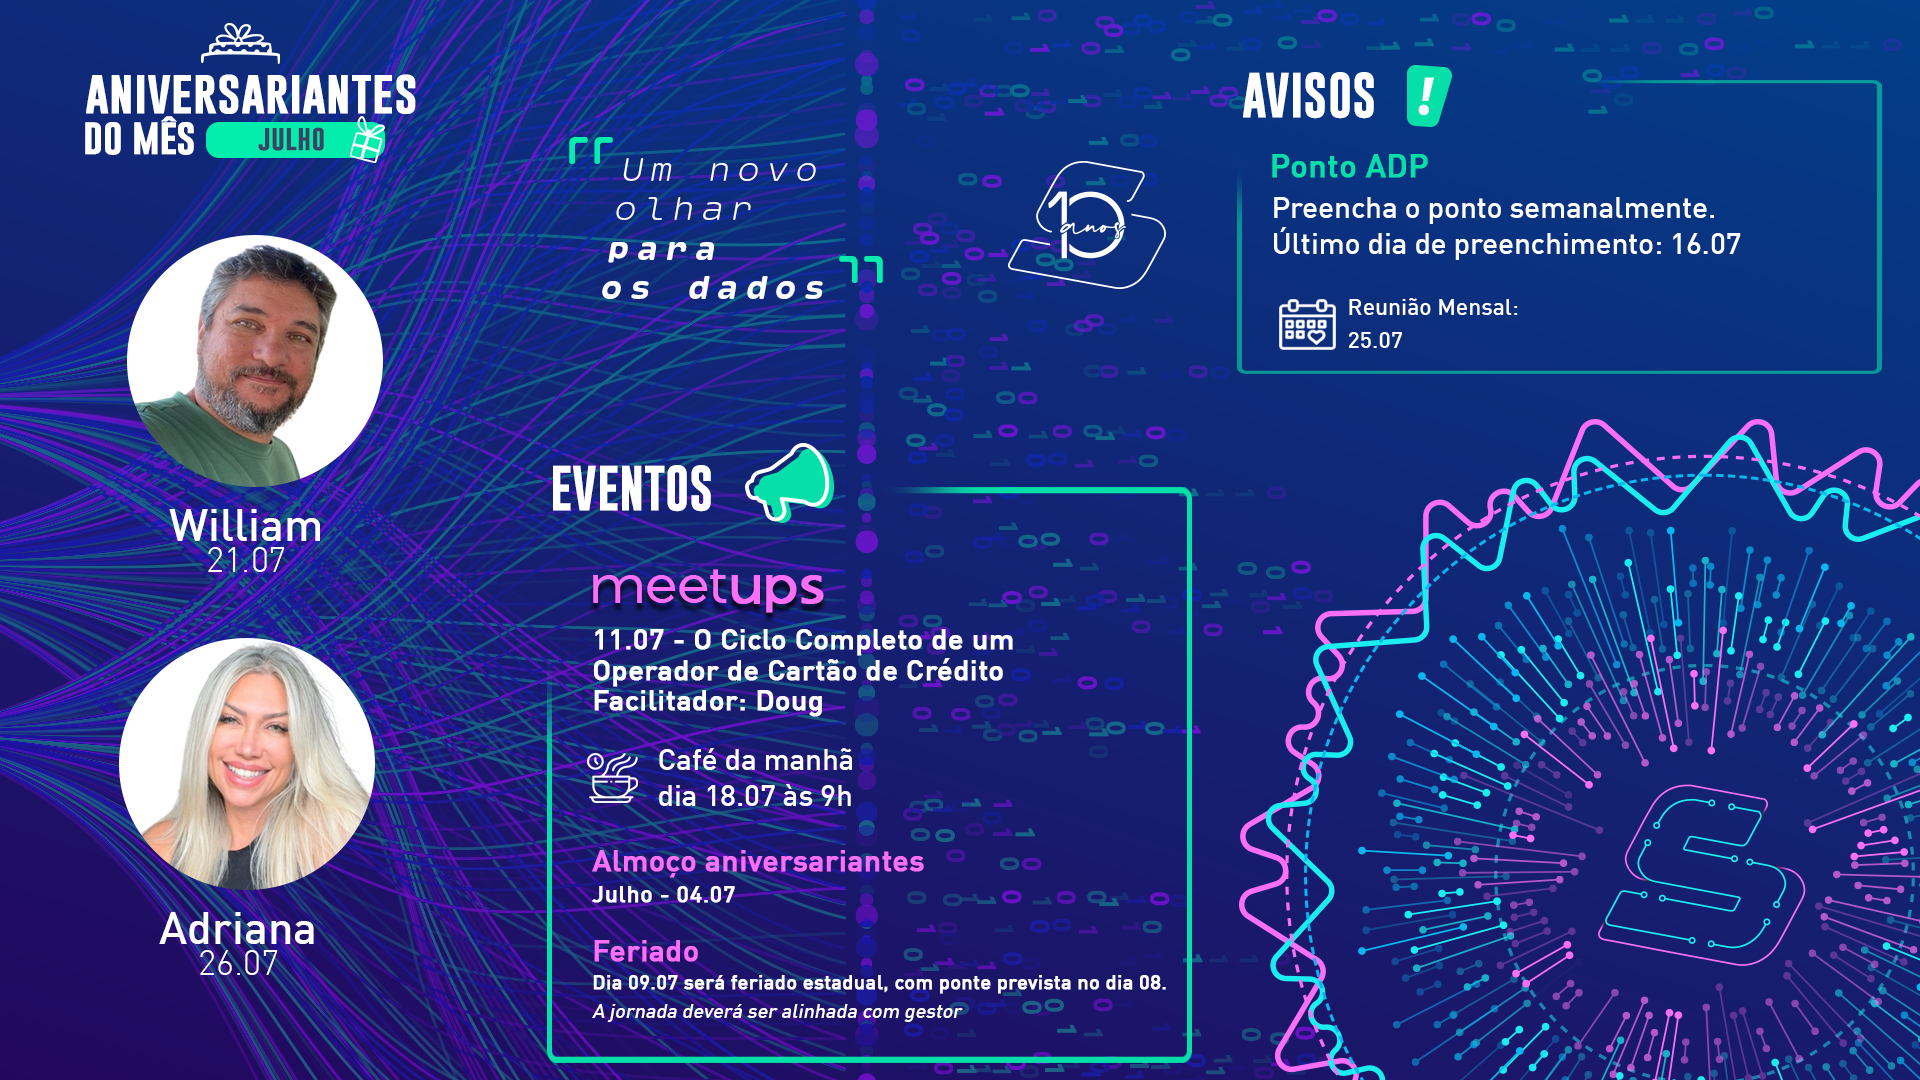 ANIVERSARIANTES
DO MÊS JULHO
William
21.07
Adriana
26.07
Um novo
olhar
para
os dados
10
anos
AVISOS !
Ponto ADP
Preencha o ponto semanalmente.
Último dia de preenchimento: 16.07
Reunião Mensal:
25.07
EVENTOS
meetups
11.07 - O Ciclo Completo de um
Operador de Cartão de Crédito
Facilitador: Doug
Café da manhã
dia 18.07 às 9h
Almoço aniversariantes
Julho - 04.07
Feriado
Dia 09.07 será feriado estadual, com ponte prevista no dia 08.
A jornada deverá ser alinhada com gestor